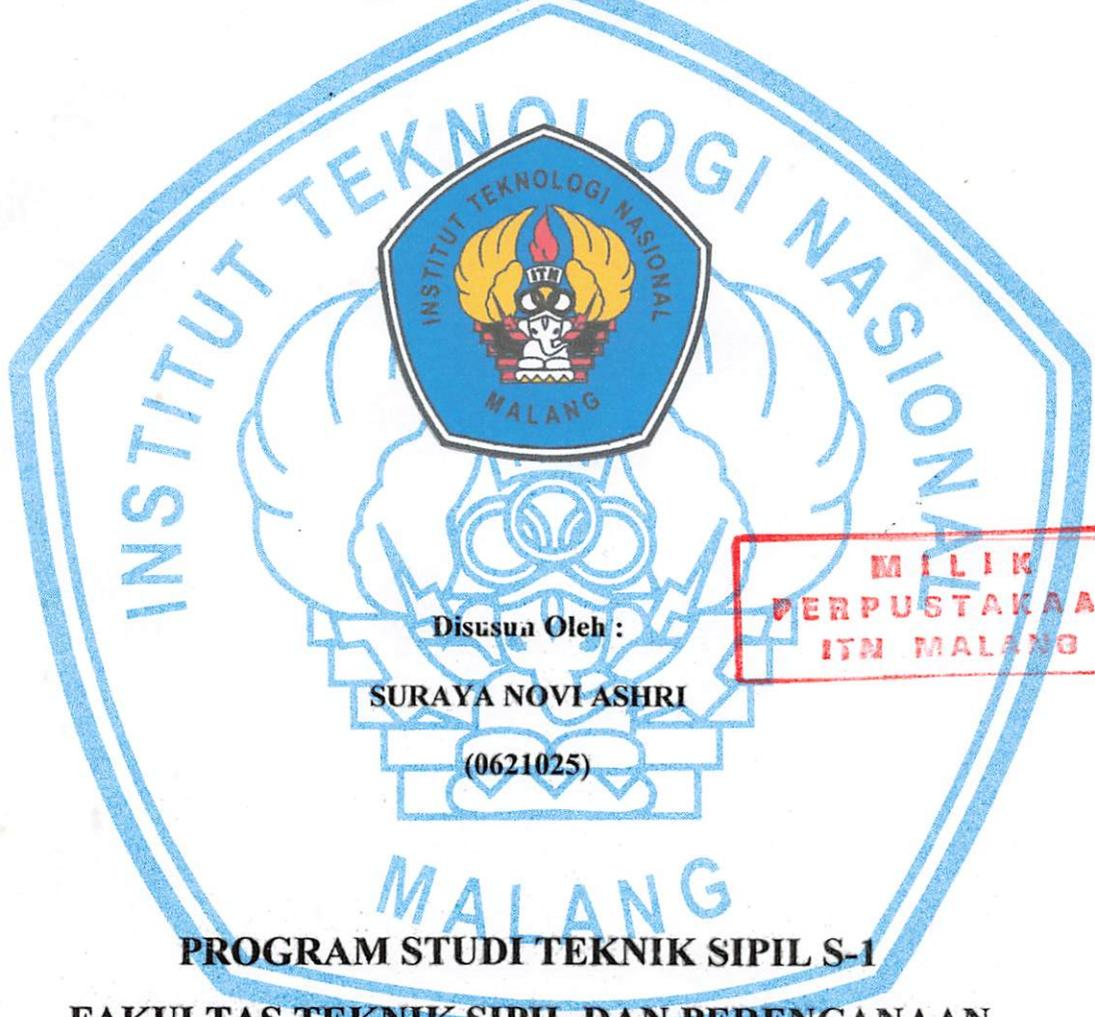 INSTITUT TEKNOLOGI NASIONAL
INSTITUT TEKNOLOGI NASIONAL
ITN
MALANG
Disusun Oleh :
MILIK
PERPUSTAKAA
ITN MALANG
SURAYA NOVI ASHRI
(0621025)
MALANG
PROGRAM STUDI TEKNIK SIPIL S-1
FAKULTAS TEKNIK SIPIL DAN PERENCANAAN